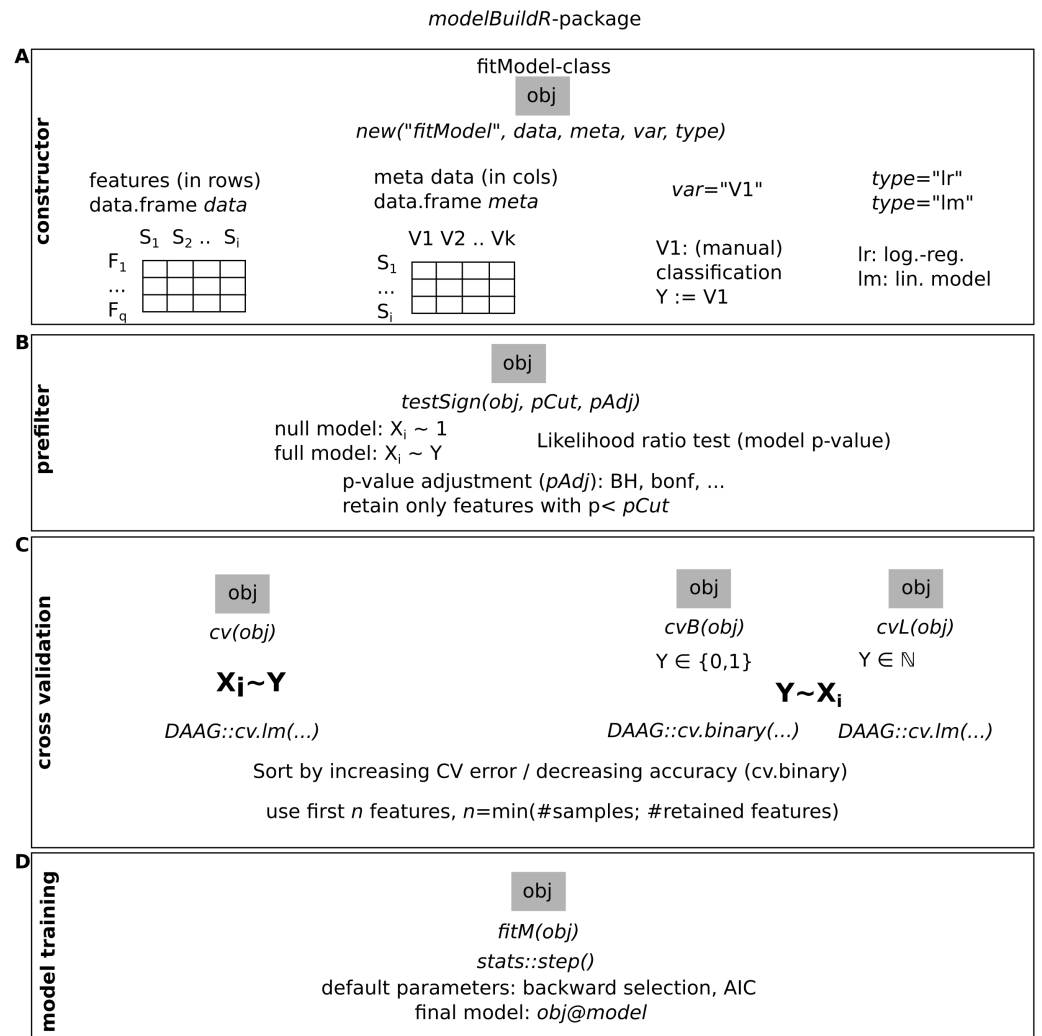 modelBuildR-package
A
constructor
fitModel-class
obj
new("fitModel", data, meta, var, type)
features (in rows)
data.frame data
S1 S2 .. Si
F1
...
Fq
meta data (in cols)
data.frame meta
V1 V2 .. Vk
S1
...
Si
var="V1"
V1: (manual)
classification
Y := V1
type="lr"
type="lm"
lr: log.-reg.
lm: lin. model
B
prefilter
obj
testSign(obj, pCut, pAdj)
null model: Xi ~ 1
full model: Xi ~ Y
Likelihood ratio test (model p-value)
p-value adjustment (pAdj): BH, bonf, ...
retain only features with p< pCut
C
cross validation
obj
cv(obj)
Xi~Y
DAAG::cv.lm(...)
obj
cvB(obj)
Y ∈ {0,1}
obj
cvL(obj)
Y ∈ ℕ
Y~Xi
DAAG::cv.binary(...)
DAAG::cv.lm(...)
Sort by increasing CV error / decreasing accuracy (cv.binary)
use first n features, n=min(#samples; #retained features)
D
model training
obj
fitM(obj)
stats::step()
default parameters: backward selection, AIC
final model: obj@model